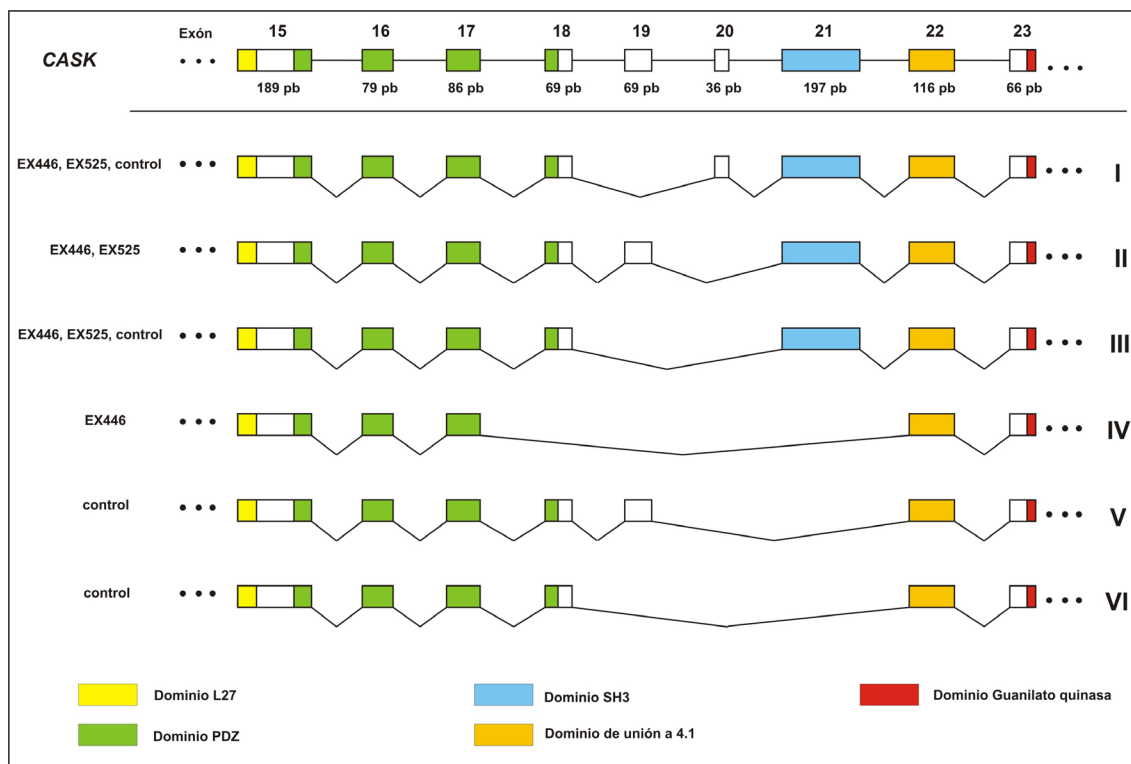 Exón 15 16 17 18 19 20 21 22 23
CASK
189 pb 79 pb 86 pb 69 pb 69 pb 36 pb 197 pb 116 pb 66 pb
EX446, EX525, control I
EX446, EX525 II
EX446, EX525, control III
EX446 IV
control V
control VI
Dominio L27 Dominio SH3 Dominio Guanilato quinasa
Dominio PDZ Dominio de unión a 4.1